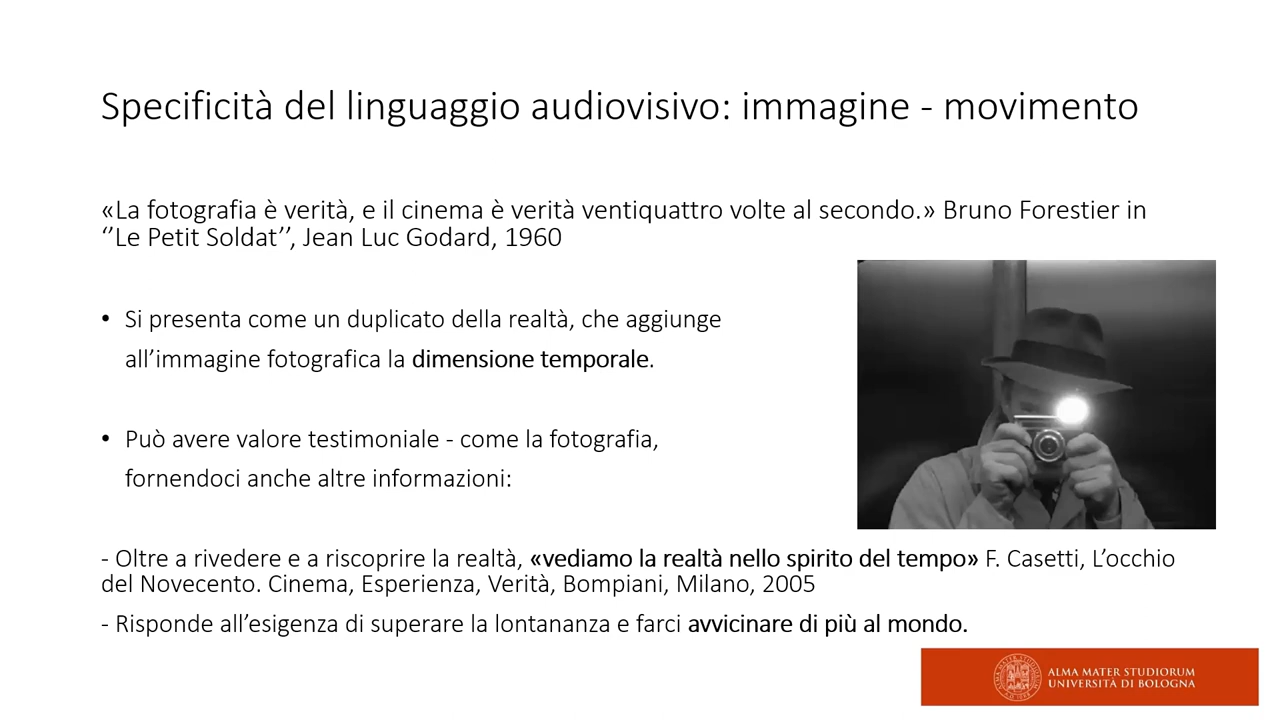 Specificità del linguaggio audiovisivo: immagine - movimento
«La fotografia è verità, e il cinema è verità ventiquattro volte al secondo.» Bruno Forestier in
‘’Le Petit Soldat’’, Jean Luc Godard, 1960
• Si presenta come un duplicato della realtà, che aggiunge
all’immagine fotografica la dimensione temporale.
• Può avere valore testimoniale - come la fotografia,
fornendoci anche altre informazioni:
- Oltre a rivedere e a riscoprire la realtà, «vediamo la realtà nello spirito del tempo» F. Casetti, L’occhio
del Novecento. Cinema, Esperienza, Verità, Bompiani, Milano, 2005
- Risponde all’esigenza di superare la lontananza e farci avvicinare di più al mondo.
ALMA MATER STUDIORUM
UNIVERSITÀ DI BOLOGNA